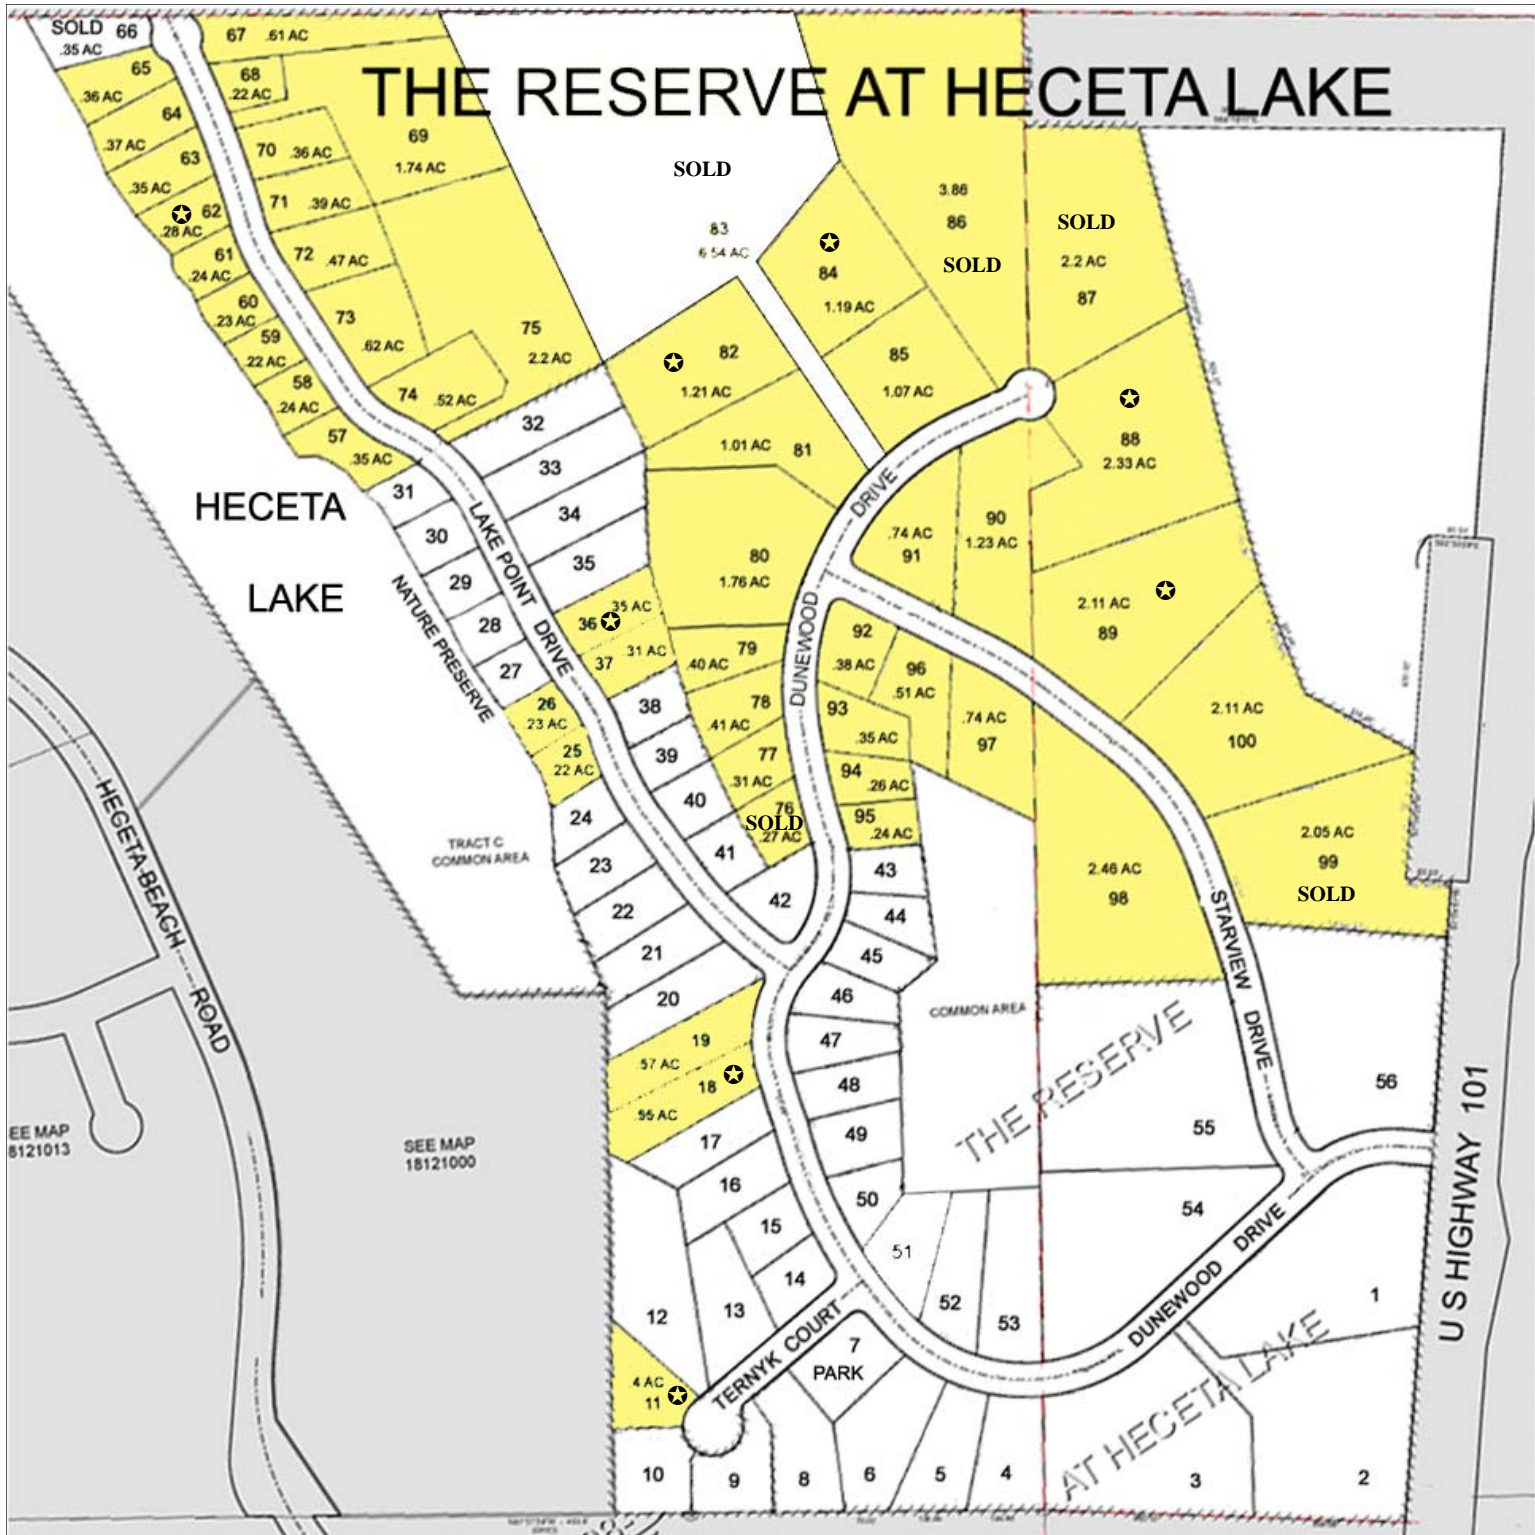 THE RESERVE AT HECETA LAKE
SOLD 66
.35 AC
67 .61 AC
65
.36 AC
68
.22 AC
64
.37 AC
69
1.74 AC
63
.35 AC
70 .36 AC
62
.28 AC
71 .39 AC
61
.24 AC
72 .47 AC
60
.23 AC
73
.62 AC
59
.22 AC
58
.24 AC
74 .52 AC
57
.35 AC
75
2.2 AC
SOLD
83
6.54 AC
84
1.19 AC
3.86
86
SOLD
SOLD
2.2 AC
87
82
1.21 AC
85
1.07 AC
1.01 AC 81
88
2.33 AC
HECETA
LAKE
32
33
34
35
31
30
29
28
27
LAKE POINT DRIVE
NATURE PRESERVE
DUNEWOOD DRIVE
80
1.76 AC
.74 AC
91
90
1.23 AC
2.11 AC
89
36 .35 AC
37 .31 AC
79
.40 AC
92
.38 AC
96
.51 AC
26
23 AC
25
22 AC
38
39
40
41
42
78
.41 AC
77
.31 AC
76
SOLD
.27 AC
93
.35 AC
94
.26 AC
95
.24 AC
.74 AC
97
2.11 AC
100
2.05 AC
99
SOLD
2.46 AC
98
TRACT C
COMMON AREA
24
23
22
21
20
43
44
45
46
47
48
49
50
COMMON AREA
STARVIEW DRIVE
HECETA BEACH ROAD
19
.57 AC
18
.55 AC
17
16
15
14
13
12
EE MAP
8121013
SEE MAP
18121000
THE RESERVE
AT HECETA LAKE
56
55
54
51
52
53
U S HIGHWAY 101
DUNEWOOD DRIVE
TERNYK COURT
7
PARK
.4 AC
11
10
9
8
6
5
4
3
2
1